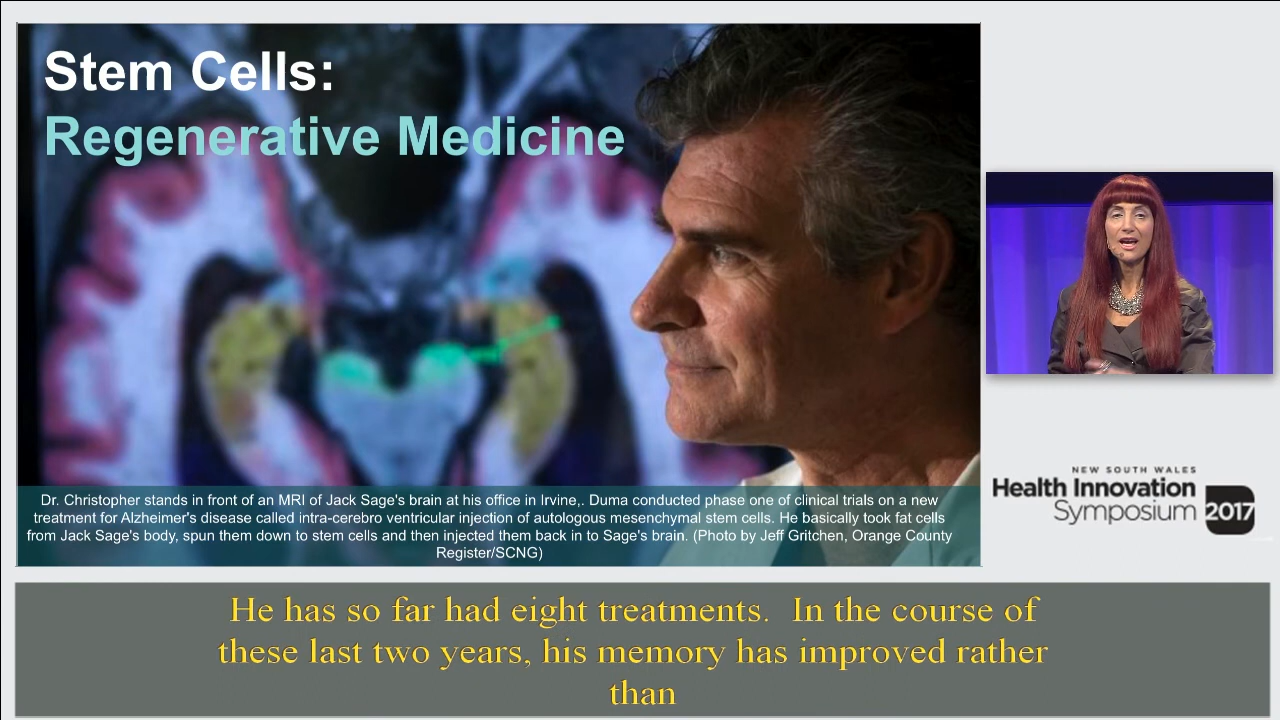 Stem Cells:
Regenerative Medicine
Dr. Christopher stands in front of an MRI of Jack Sage's brain at his office in Irvine,. Duma conducted phase one of clinical trials on a new
treatment for Alzheimer's disease called intra-cerebro ventricular injection of autologous mesenchymal stem cells. He basically took fat cells
from Jack Sage's body, spun them down to stem cells and then injected them back in to Sage's brain. (Photo by Jeff Gritchen, Orange County
Register/SCNG)
NEW SOUTH WALES
Health Innovation
Symposium 2017
He has so far had eight treatments.  In the course of
these last two years, his memory has improved rather
than